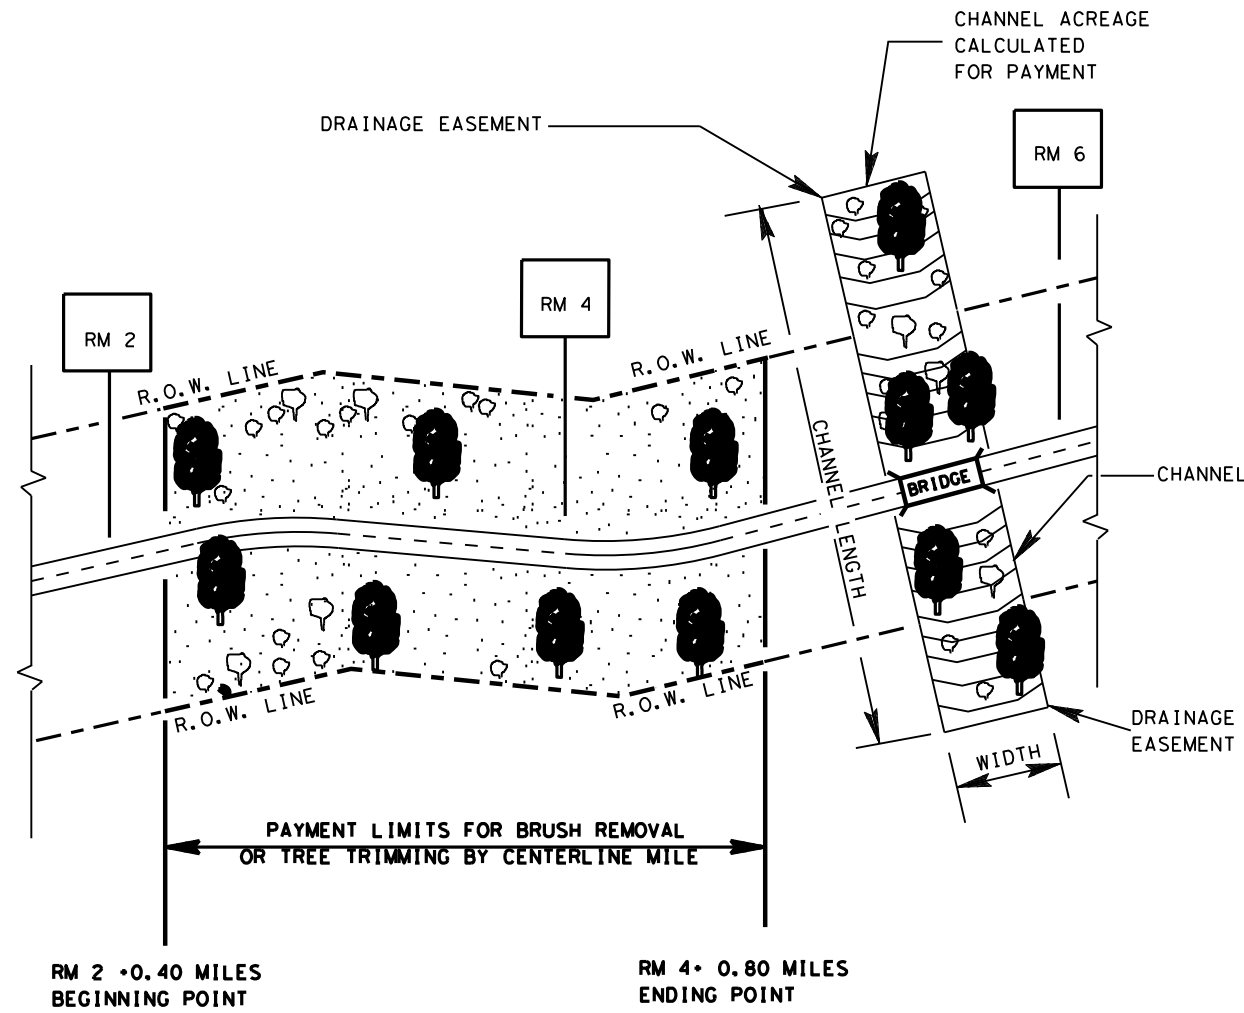 CHANNEL ACREAGE
CALCULATED
FOR PAYMENT
DRAINAGE EASEMENT
RM 6
RM 4
RM 2
R.O.W. LINE
R.O.W. LINE
CHANNEL LENGTH
BRIDGE
CHANNEL
R.O.W. LINE
R.O.W. LINE
DRAINAGE
EASEMENT
WIDTH
PAYMENT LIMITS FOR BRUSH REMOVAL
OR TREE TRIMMING BY CENTERLINE MILE
RM 2 +0.40 MILES
BEGINNING POINT
RM 4+ 0.80 MILES
ENDING POINT